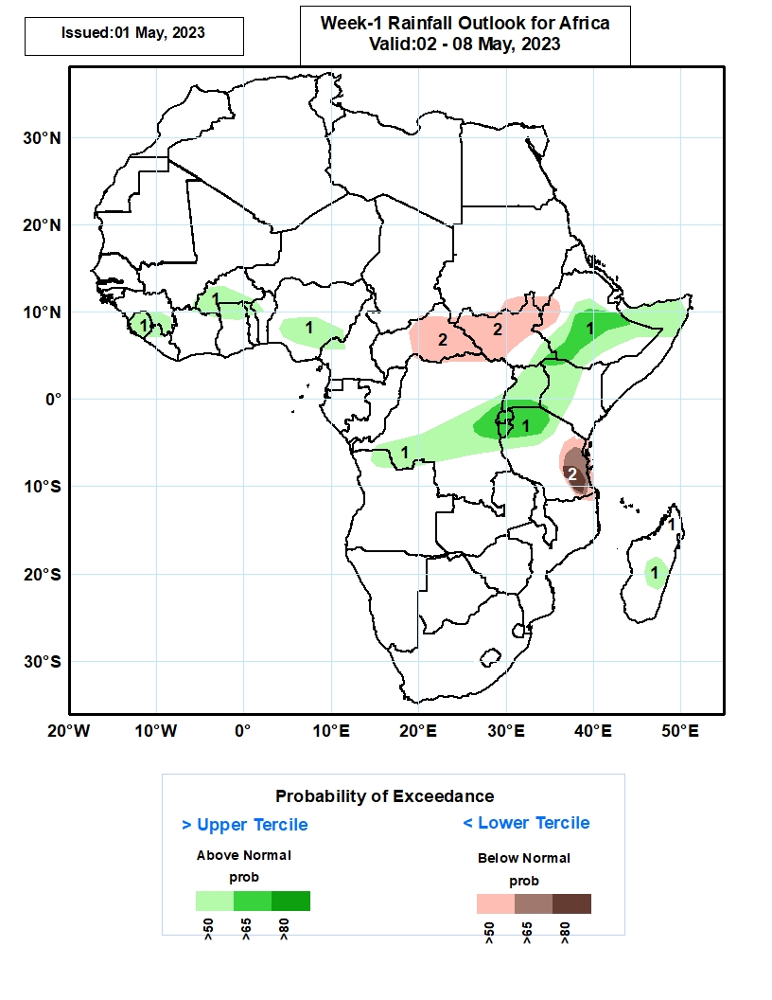 Issued:01 May, 2023
Week-1 Rainfall Outlook for Africa
Valid:02 - 08 May, 2023
30°N
20°N
10°N
0°
10°S
20°S
30°S
1
1
1
2
2
1
1
1
2
1
1
20°W 10°W 0° 10°E 20°E 30°E 40°E 50°E
Probability of Exceedance
> Upper Tercile
< Lower Tercile
Above Normal
prob
Below Normal
prob
>50 >65 >80
>50 >65 >80